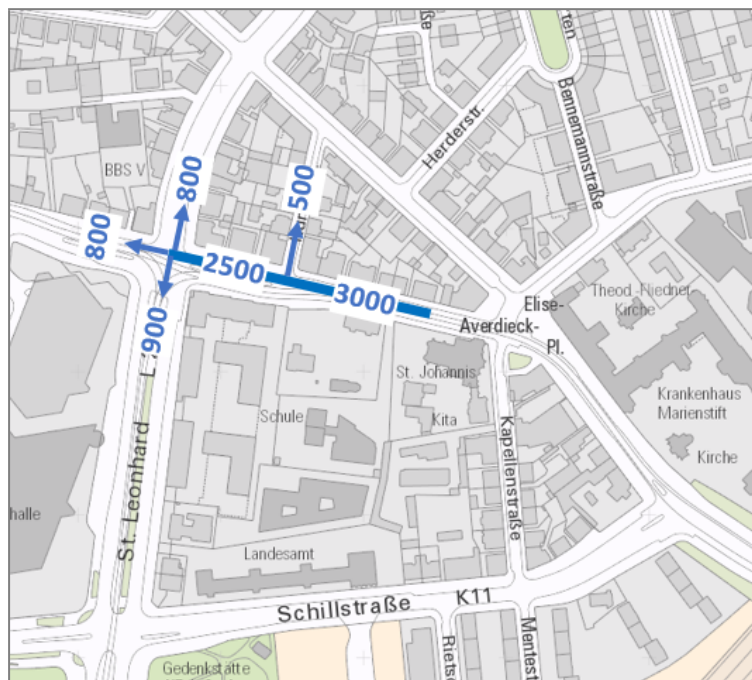 Herderstr.
Bennemannstraße
BBS V
800
500
800
2500
3000
900
Elise-
Averdieck-
Pl.
Theod.-Fliedner-
Kirche
St. Johannis
Kita
Krankenhaus
Marienstift
Kirche
Schule
St. Leonhard
Kapellenstraße
Landesamt
Schillstraße
K11
Gedenkstätte